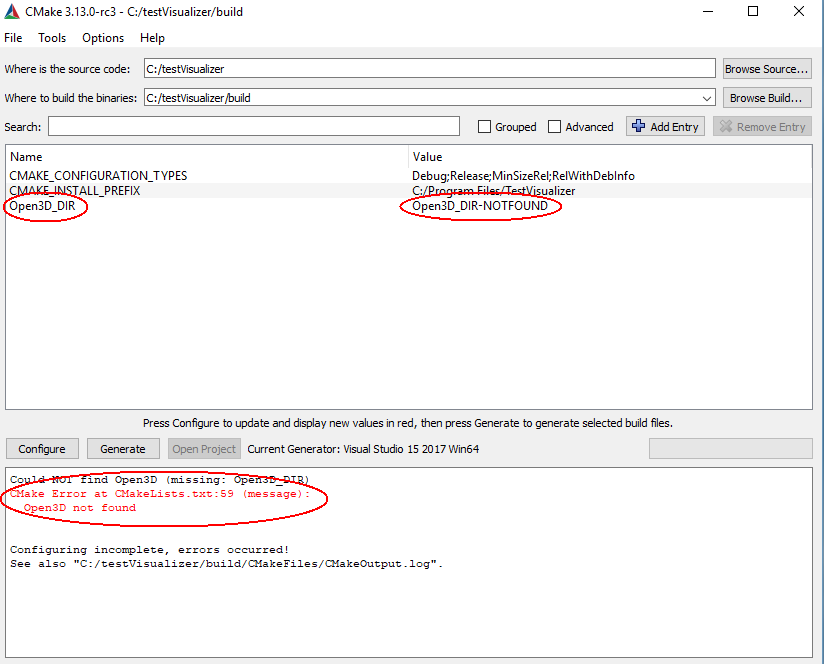 CMake 3.13.0-rc3 - C:/testVisualizer/build
File Tools Options Help
Where is the source code: C:/testVisualizer Browse Source...
Where to build the binaries: C:/testVisualizer/build Browse Build...
Search: Grouped Advanced Add Entry Remove Entry
Name Value
CMAKE_CONFIGURATION_TYPES Debug;Release;MinSizeRel;RelWithDebInfo
CMAKE_INSTALL_PREFIX C:/Program Files/TestVisualizer
Open3D_DIR Open3D_DIR-NOTFOUND
Press Configure to update and display new values in red, then press Generate to generate selected build files.
Configure Generate Open Project Current Generator: Visual Studio 15 2017 Win64
Could NOT find Open3D (missing: Open3D_DIR)
CMake Error at CMakeLists.txt:59 (message):
Open3D not found
Configuring incomplete, errors occurred!
See also "C:/testVisualizer/build/CMakeFiles/CMakeOutput.log".